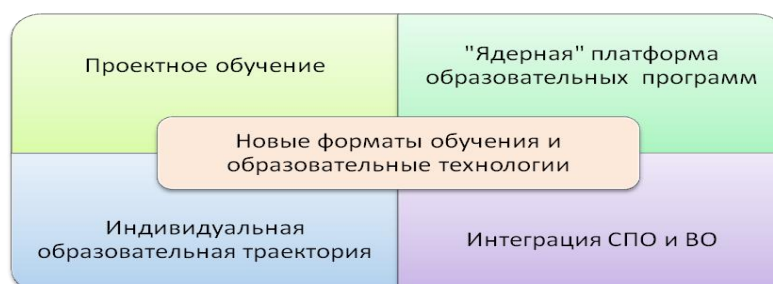 Проектное обучение
"Ядерная" платформа
образовательных программ
Новые форматы обучения и
образовательные технологии
Индивидуальная
образовательная траектория
Интеграция СПО и ВО